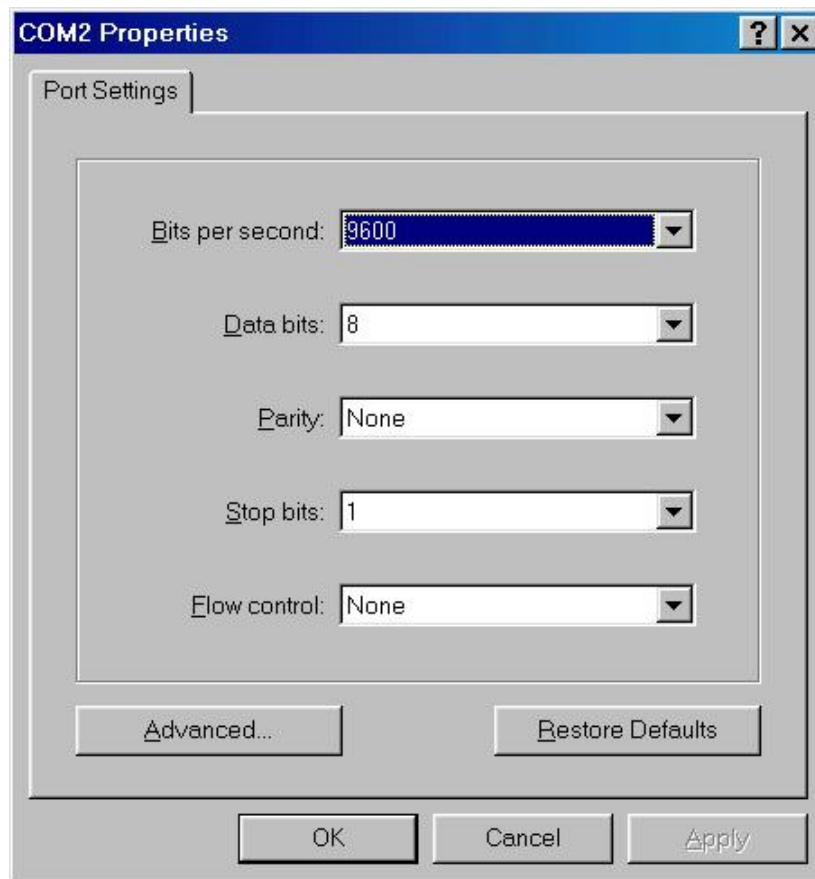 COM2 Properties
Port Settings
Bits per second: 9600
Data bits: 8
Parity: None
Stop bits: 1
Flow control: None
Advanced... Restore Defaults
OK Cancel Apply